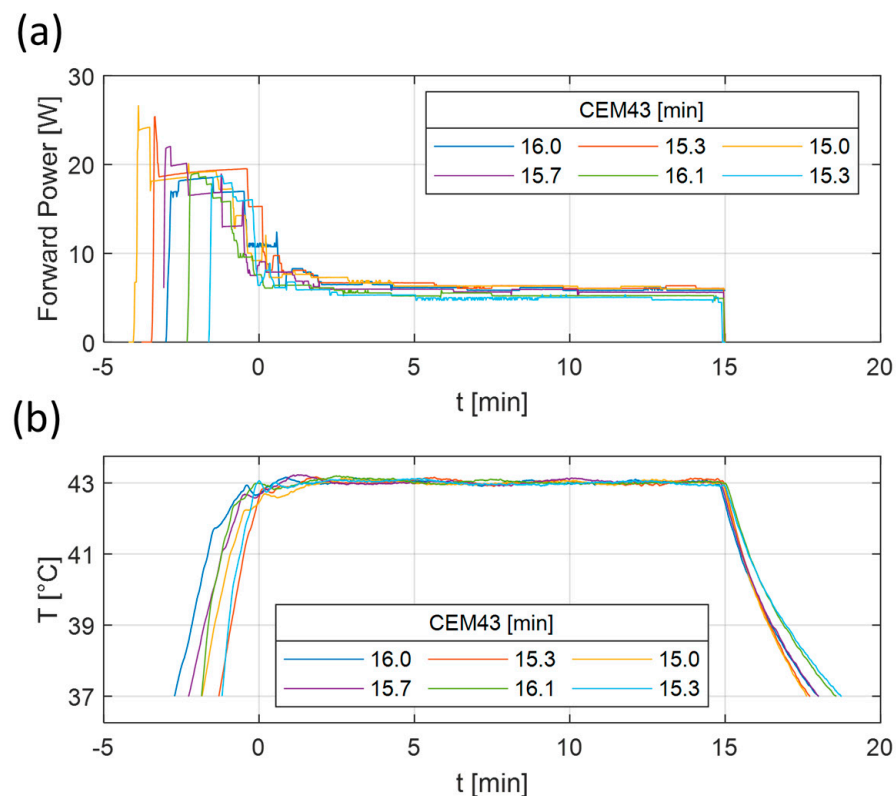 (a)
Forward Power [W]
30
20
10
0
CEM43 [min]
16.0 15.3 15.0
15.7 16.1 15.3
-5 0 5 10 15 20
t [min]
(b)
T [°C]
43
41
39
37
CEM43 [min]
16.0 15.3 15.0
15.7 16.1 15.3
-5 0 5 10 15 20
t [min]